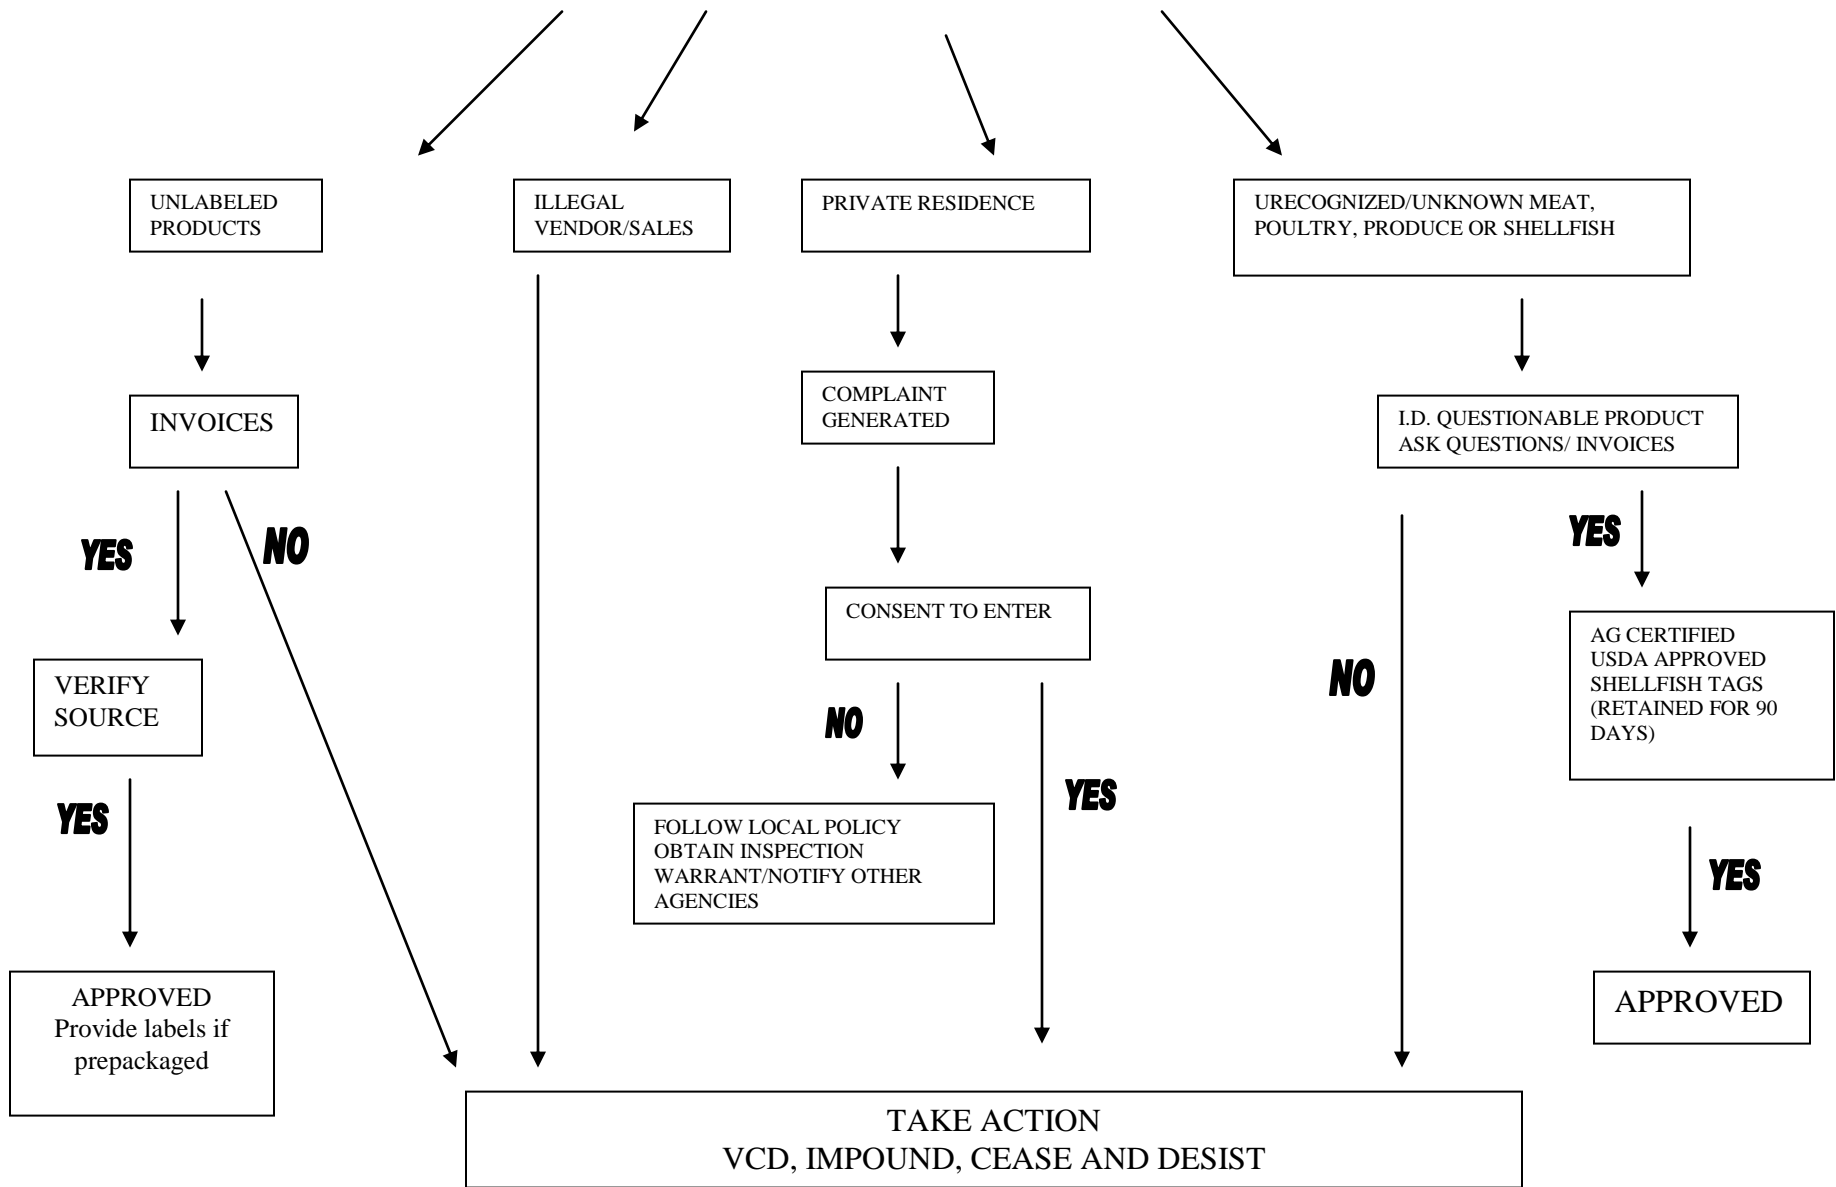 UNLABELED
PRODUCTS
ILLEGAL
VENDOR/SALES
PRIVATE RESIDENCE
URECOGNIZED/UNKNOWN MEAT,
POULTRY, PRODUCE OR SHELLFISH
INVOICES
COMPLAINT
GENERATED
I.D. QUESTIONABLE PRODUCT
ASK QUESTIONS/ INVOICES
YES
NO
YES
CONSENT TO ENTER
AG CERTIFIED
USDA APPROVED
SHELLFISH TAGS
(RETAINED FOR 90
DAYS)
VERIFY
SOURCE
NO
NO
YES
YES
FOLLOW LOCAL POLICY
OBTAIN INSPECTION
WARRANT/NOTIFY OTHER
AGENCIES
YES
APPROVED
Provide labels if
prepackaged
APPROVED
TAKE ACTION
VCD, IMPOUND, CEASE AND DESIST